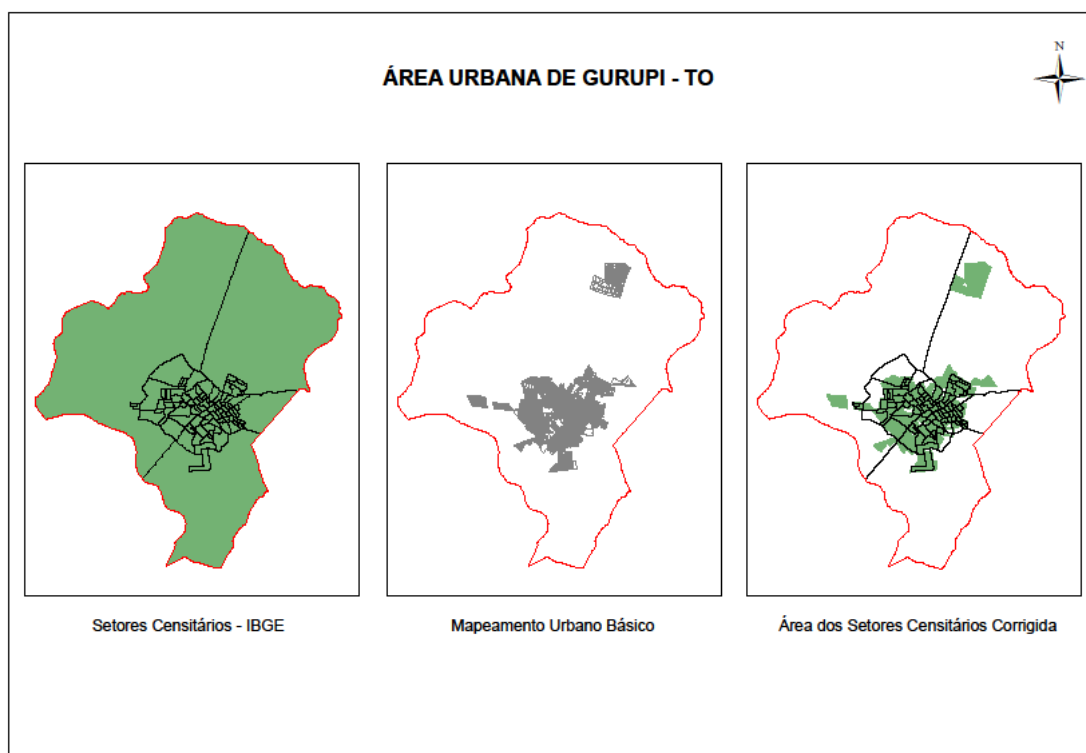 N
ÁREA URBANA DE GURUPI - TO
Setores Censitários - IBGE
Mapeamento Urbano Básico
Área dos Setores Censitários Corrigida